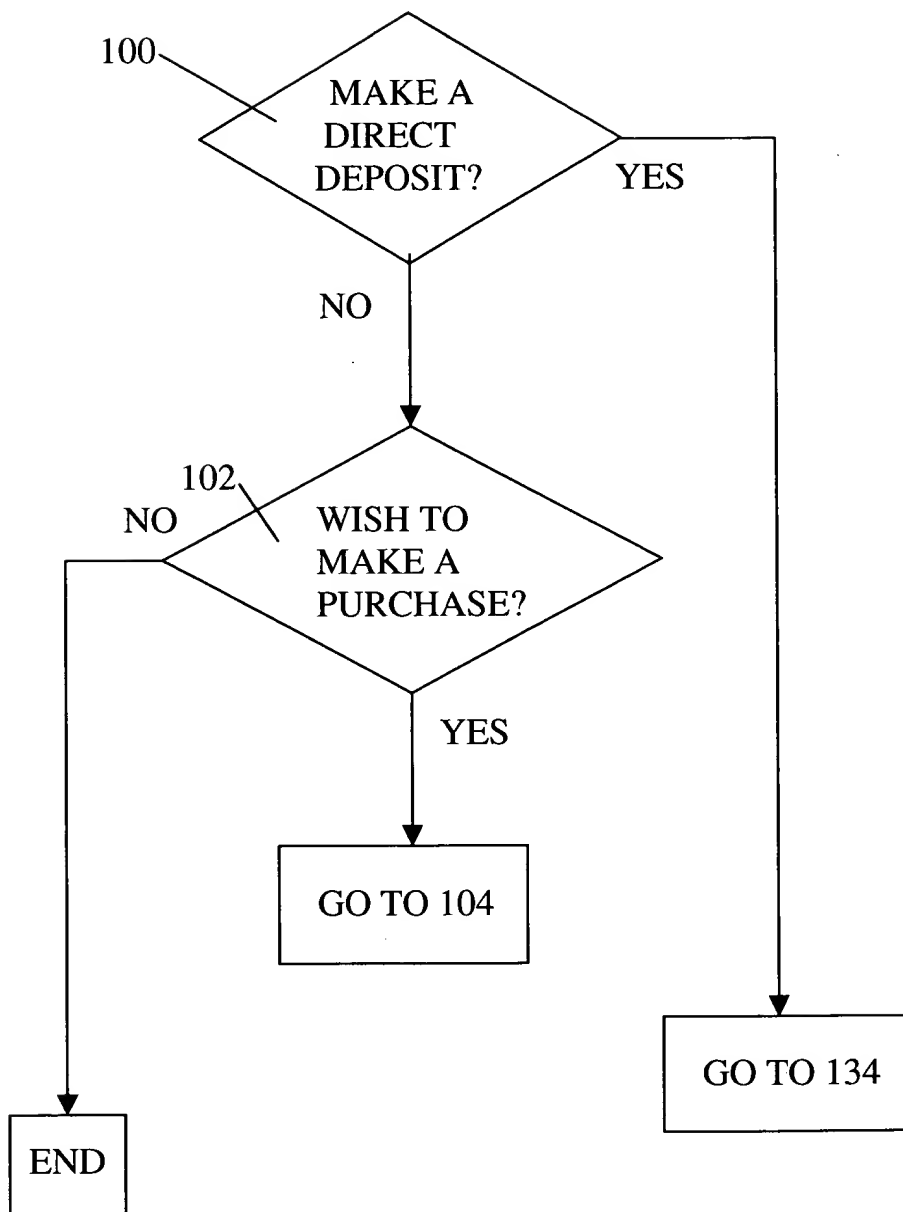 100
MAKE A
DIRECT
DEPOSIT?
YES
NO
102
NO
WISH TO
MAKE A
PURCHASE?
YES
GO TO 104
GO TO 134
END